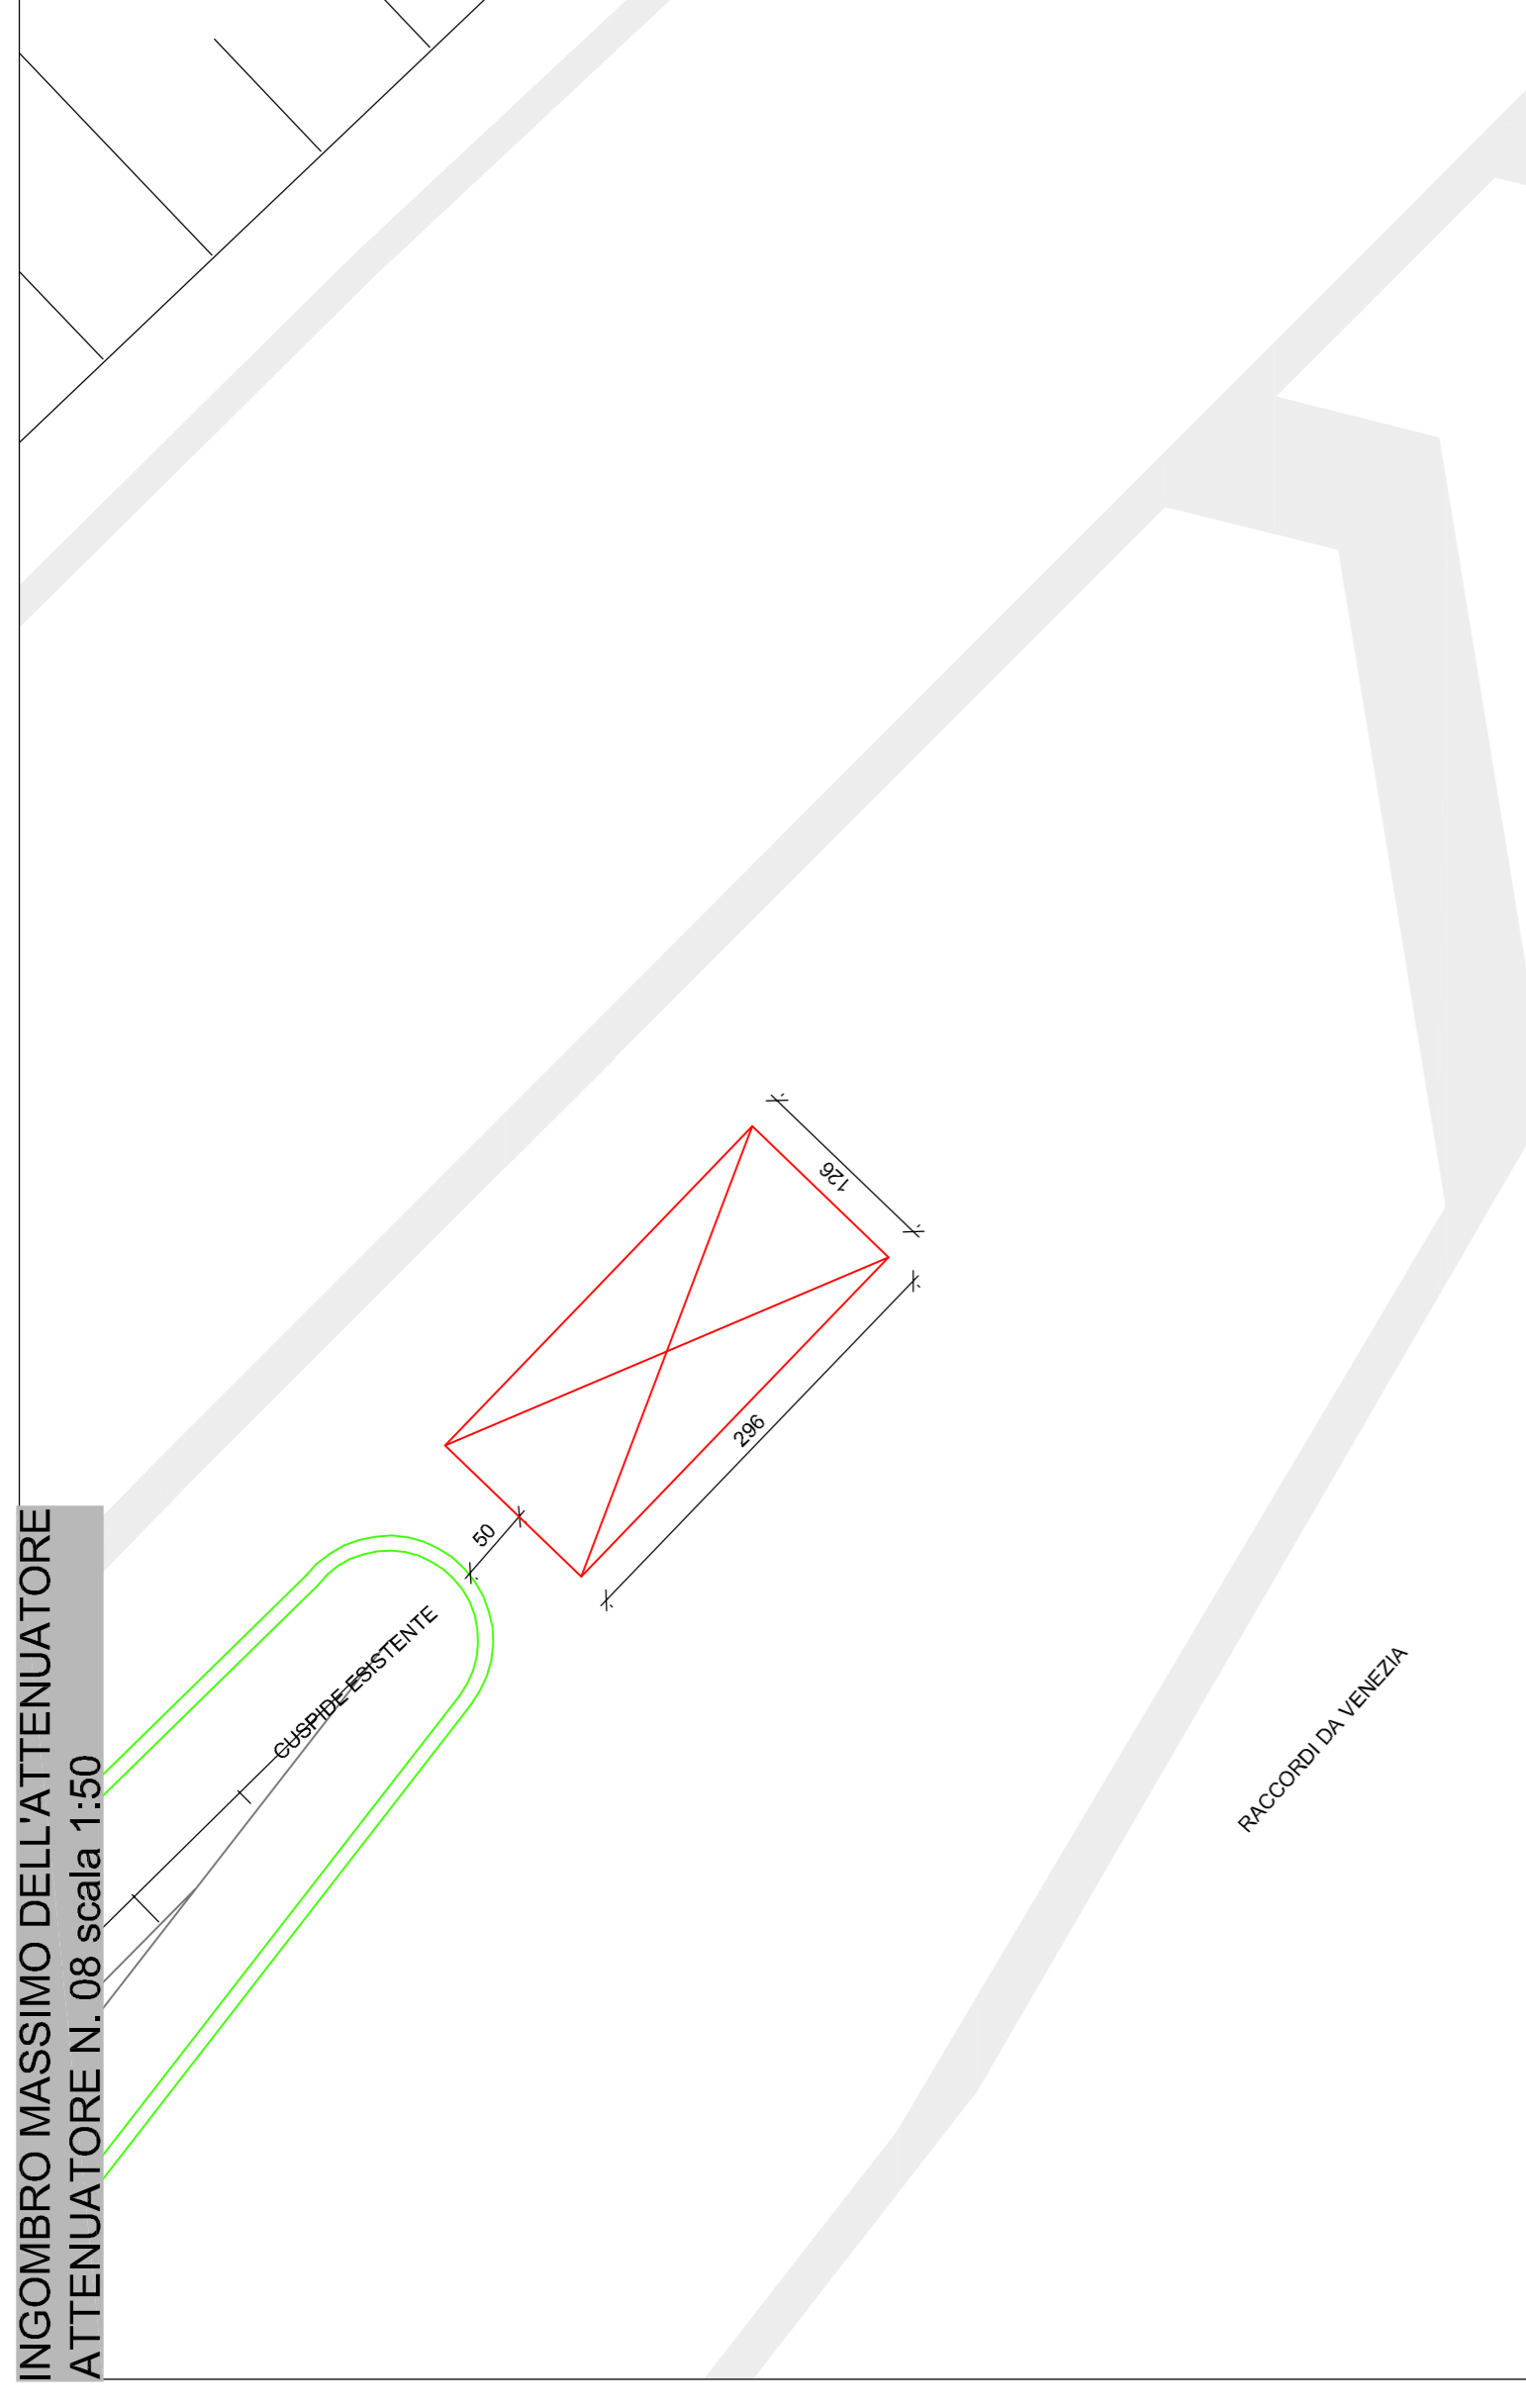 INGOMBRO MASSIMO DELL'ATTENUATORE
ATTENUATORE N. 08 scala 1:50
126
296
50
CUSPIDE ESISTENTE
RACCORDI DA VENEZIA